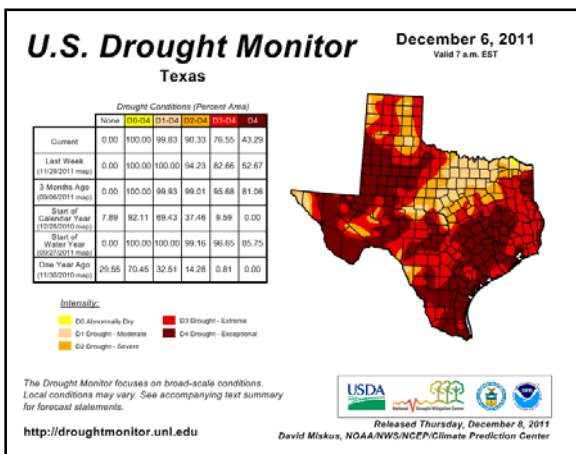 U.S. Drought Monitor
Texas
December 6, 2011
Valid 7 a.m. EST
Drought Conditions (Percent Area)
None D0-D4 D1-D4 D2-D4 D3-D4 D4
Current 0.00 100.00 99.83 90.33 76.55 43.29
Last Week (11/29/2011 map) 0.00 100.00 100.00 94.23 82.66 52.67
3 Months Ago (09/06/2011 map) 0.00 100.00 99.93 99.01 95.68 81.06
Start of Calendar Year (12/28/2010 map) 7.89 92.11 69.43 37.46 9.59 0.00
Start of Water Year (09/27/2011 map) 0.00 100.00 100.00 99.16 96.65 85.75
One Year Ago (11/30/2010 map) 29.55 70.45 32.51 14.28 0.81 0.00
Intensity:
D0 Abnormally Dry
D1 Drought - Moderate
D2 Drought - Severe
D3 Drought - Extreme
D4 Drought - Exceptional
The Drought Monitor focuses on broad-scale conditions.
Local conditions may vary. See accompanying text summary
for forecast statements.
http://droughtmonitor.unl.edu
USDA
National Drought Mitigation Center
Released Thursday, December 8, 2011
David Miskus, NOAA/NWS/NCEP/Climate Prediction Center